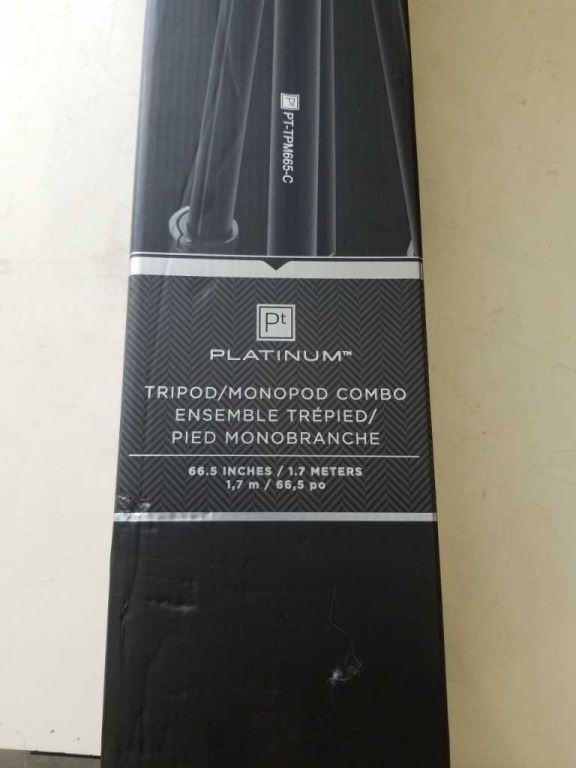 Pt PT-TPM665-C
Pt
PLATINUM™
TRIPOD/MONOPOD COMBO
ENSEMBLE TRÉPIED/
PIED MONOBRANCHE
66.5 INCHES / 1.7 METERS
1,7 m / 66,5 po